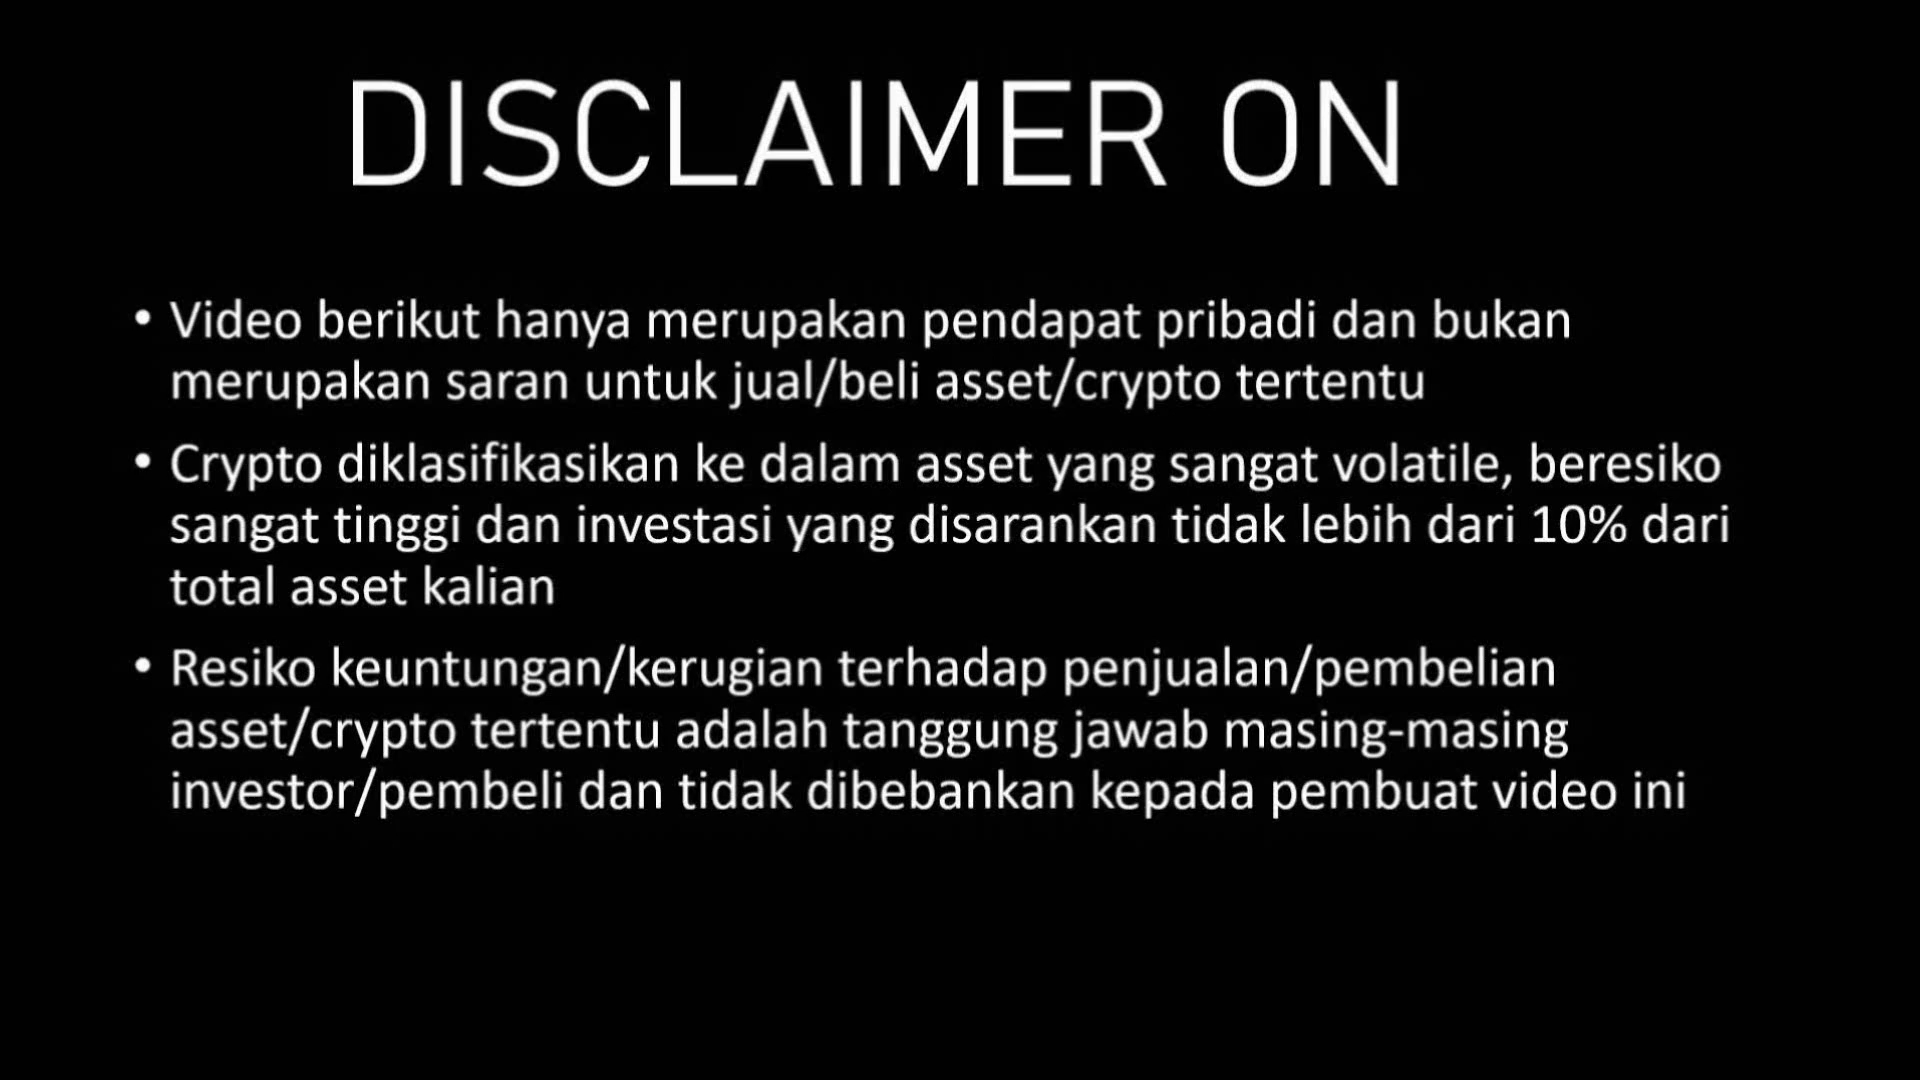 DISCLAIMER ON
• Video berikut hanya merupakan pendapat pribadi dan bukan
merupakan saran untuk jual/beli asset/crypto tertentu
• Crypto diklasifikasikan ke dalam asset yang sangat volatile, beresiko
sangat tinggi dan investasi yang disarankan tidak lebih dari 10% dari
total asset kalian
• Resiko keuntungan/kerugian terhadap penjualan/pembelian
asset/crypto tertentu adalah tanggung jawab masing-masing
investor/pembeli dan tidak dibebankan kepada pembuat video ini